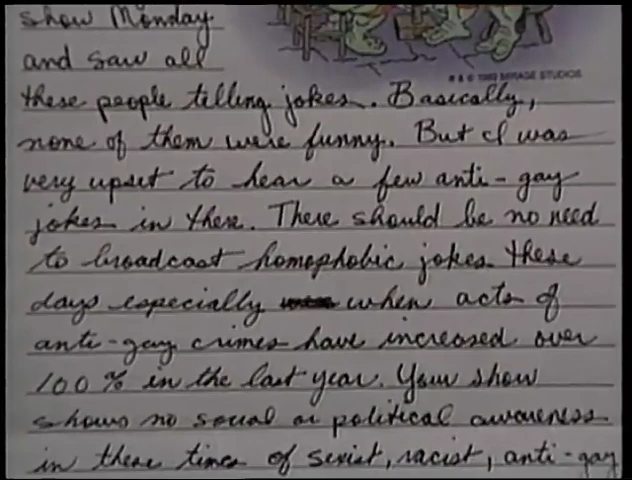 show Monday
and saw all
® & © 1993 MIRAGE STUDIOS
these people telling jokes. Basically,
none of them were funny. But I was
very upset to hear a few anti-gay
jokes in there. There should be no need
to broadcast homophobic jokes these
days especially when acts of
anti-gay crimes have increased over
100% in the last year. Your show
shows no social or political awareness
in these times of sexist, racist, anti-gay